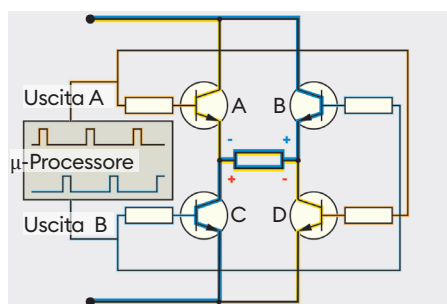 A
B
Uscita A
- +
μ-Processore
+ -
Uscita B
C
D